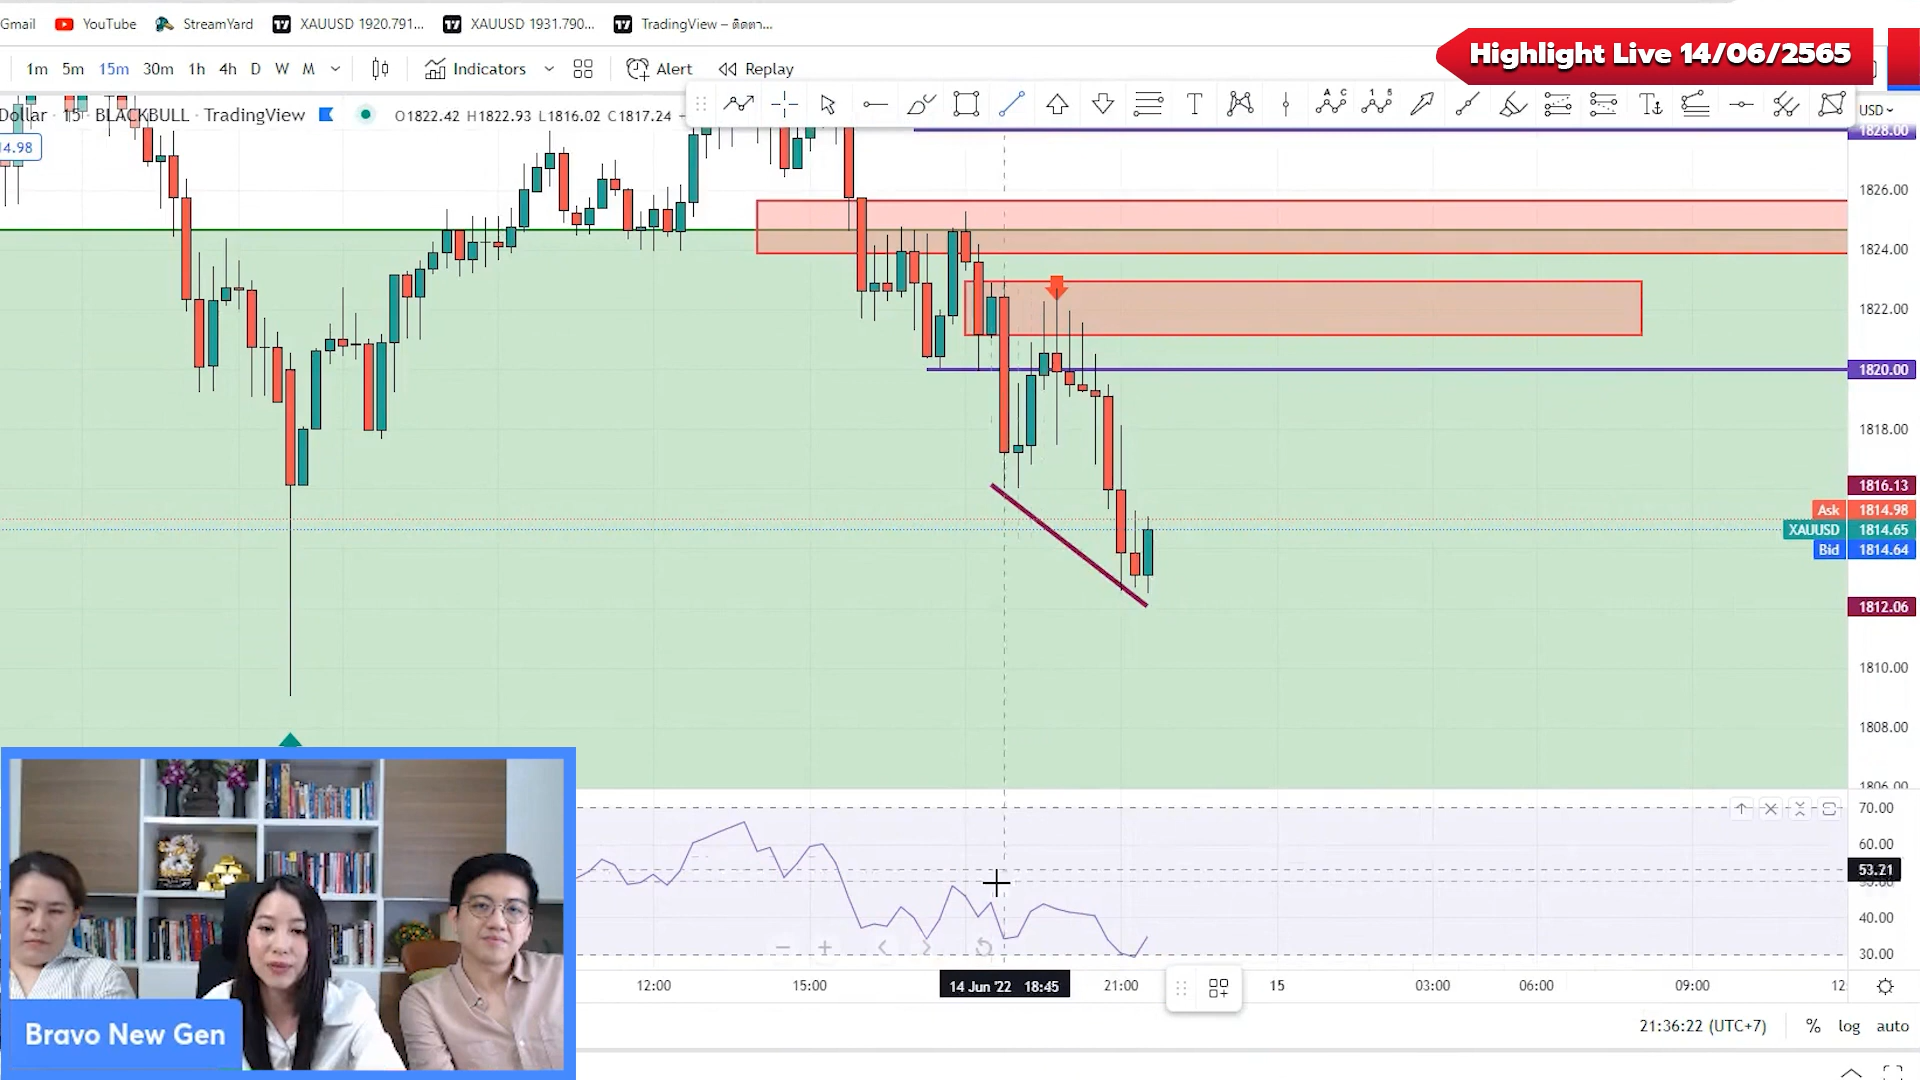 Gmail YouTube StreamYard XAUUSD 1920.791... XAUUSD 1931.790... TradingView – ติดตา...
Highlight Live 14/06/2565
1m 5m 15m 30m 1h 4h D W M Indicators Alert Replay
Dollar · 15 · BLACKBULL · TradingView O1822.42 H1822.93 L1816.02 C1817.24
USD
14.98
1828.00
1826.00
1824.00
1822.00
1820.00
1818.00
1816.13
Ask 1814.98
XAUUSD 1814.65
Bid 1814.64
1812.06
1810.00
1808.00
1806.00
70.00
60.00
53.21
50.00
40.00
30.00
12:00 15:00 14 Jun '22 18:45 21:00 15 03:00 06:00 09:00 12
21:36:22 (UTC+7) % log auto
Bravo New Gen